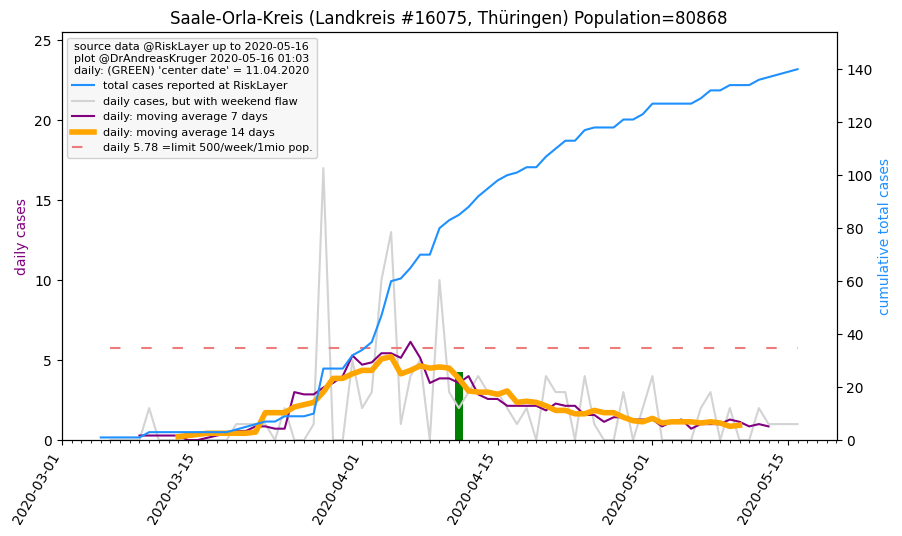 Saale-Orla-Kreis (Landkreis #16075, Thüringen) Population=80868
source data @RiskLayer up to 2020-05-16
plot @DrAndreasKruger 2020-05-16 01:03
daily: (GREEN) 'center date' = 11.04.2020
total cases reported at RiskLayer
daily cases, but with weekend flaw
daily: moving average 7 days
daily: moving average 14 days
daily 5.78 =limit 500/week/1mio pop.
daily cases
25
20
15
10
5
0
cumulative total cases
140
120
100
80
60
40
20
0
2020-03-01
2020-03-15
2020-04-01
2020-04-15
2020-05-01
2020-05-15